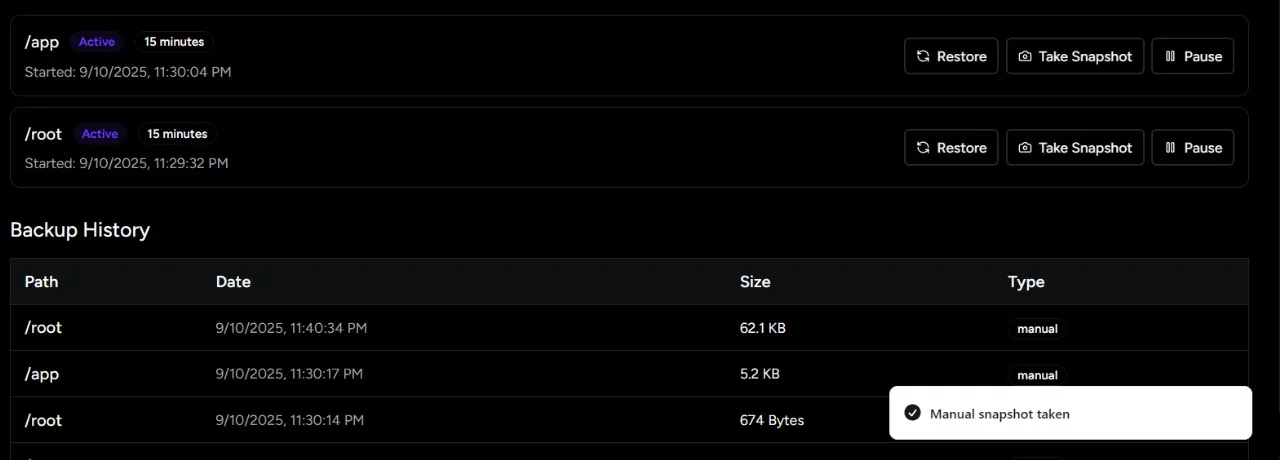 /app Active 15 minutes
Restore Take Snapshot Pause
Started: 9/10/2025, 11:30:04 PM
/root Active 15 minutes
Restore Take Snapshot Pause
Started: 9/10/2025, 11:29:32 PM
Backup History
Path Date Size Type
/root 9/10/2025, 11:40:34 PM 62.1 KB manual
/app 9/10/2025, 11:30:17 PM 5.2 KB manual
/root 9/10/2025, 11:30:14 PM 674 Bytes
Manual snapshot taken